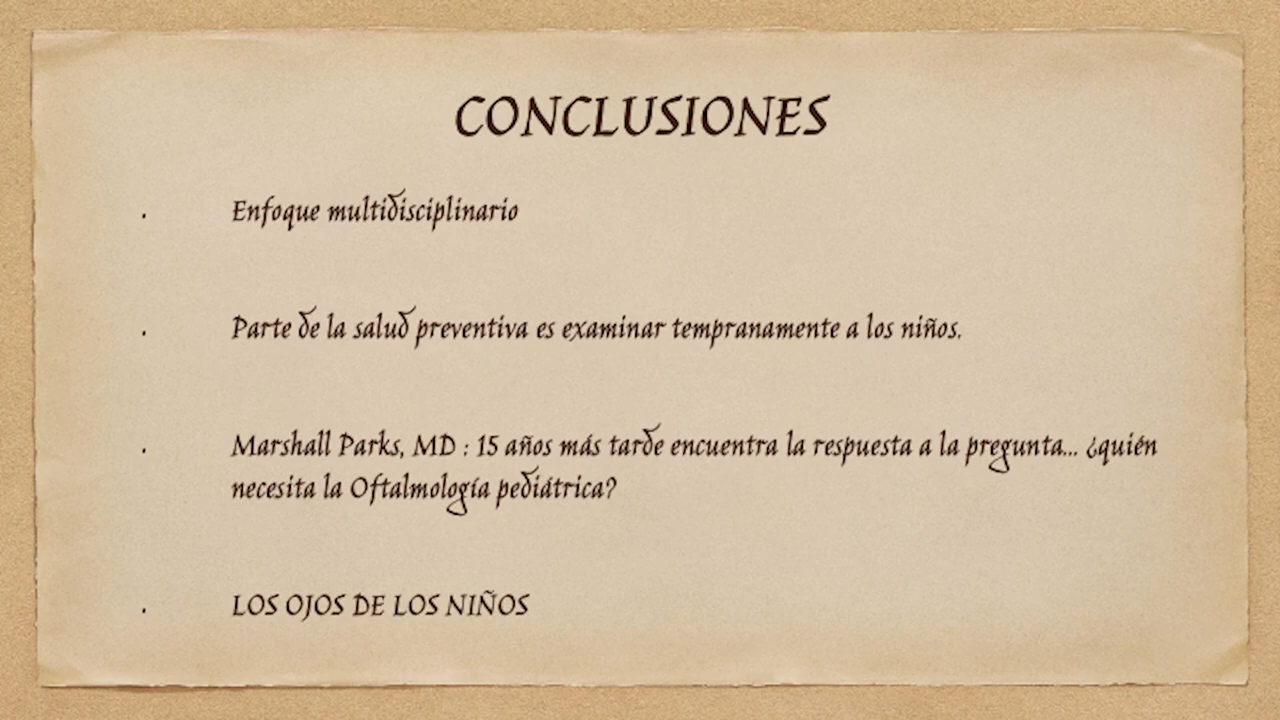 CONCLUSIONES
· Enfoque multidisciplinario
· Parte de la salud preventiva es examinar tempranamente a los niños.
· Marshall Parks, MD : 15 años más tarde encuentra la respuesta a la pregunta... ¿quién
necesita la Oftalmología pediátrica?
· LOS OJOS DE LOS NIÑOS